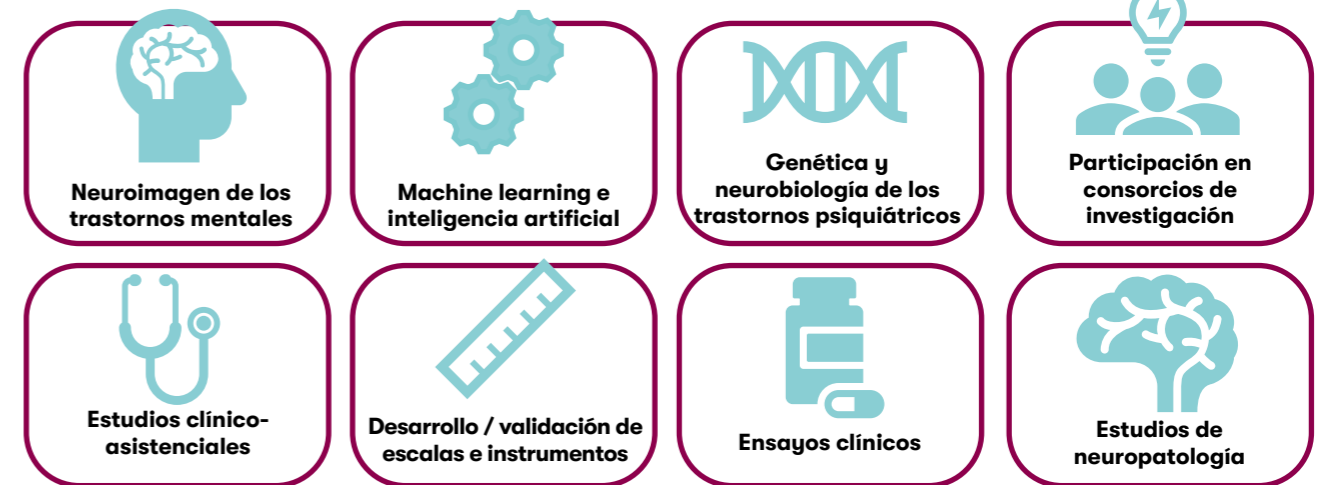 Neuroimagen de los
trastornos mentales
Machine learning e
inteligencia artificial
Genética y
neurobiología de los
trastornos psiquiátricos
Participación en
consorcios de
investigación
Estudios clínico-
asistenciales
Desarrollo / validación de
escalas e instrumentos
Ensayos clínicos
Estudios de
neuropatología